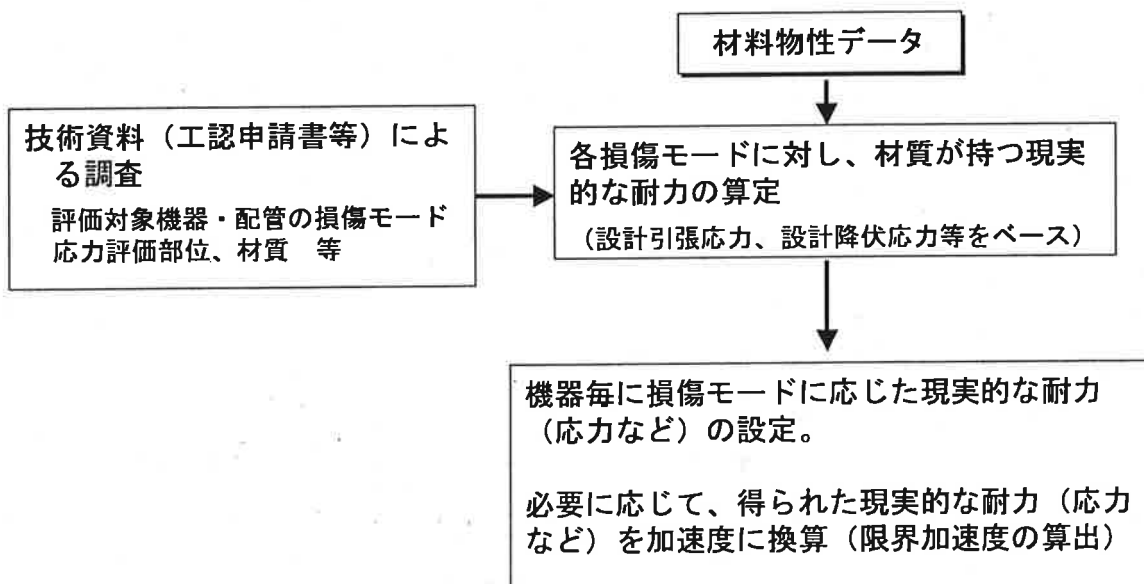 材料物性データ
技術資料（工認申請書等）によ
る調査
評価対象機器・配管の損傷モード
応力評価部位、材質　等
各損傷モードに対し、材質が持つ現実
的な耐力の算定
（設計引張応力、設計降伏応力等をベース）
機器毎に損傷モードに応じた現実的な耐力
（応力など）の設定。
必要に応じて、得られた現実的な耐力（応力
など）を加速度に換算（限界加速度の算出）